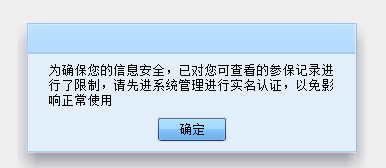 为确保您的信息安全，已对您可查看的参保记录进
行了限制，请先进系统管理进行实名认证，以免影
响正常使用
确定